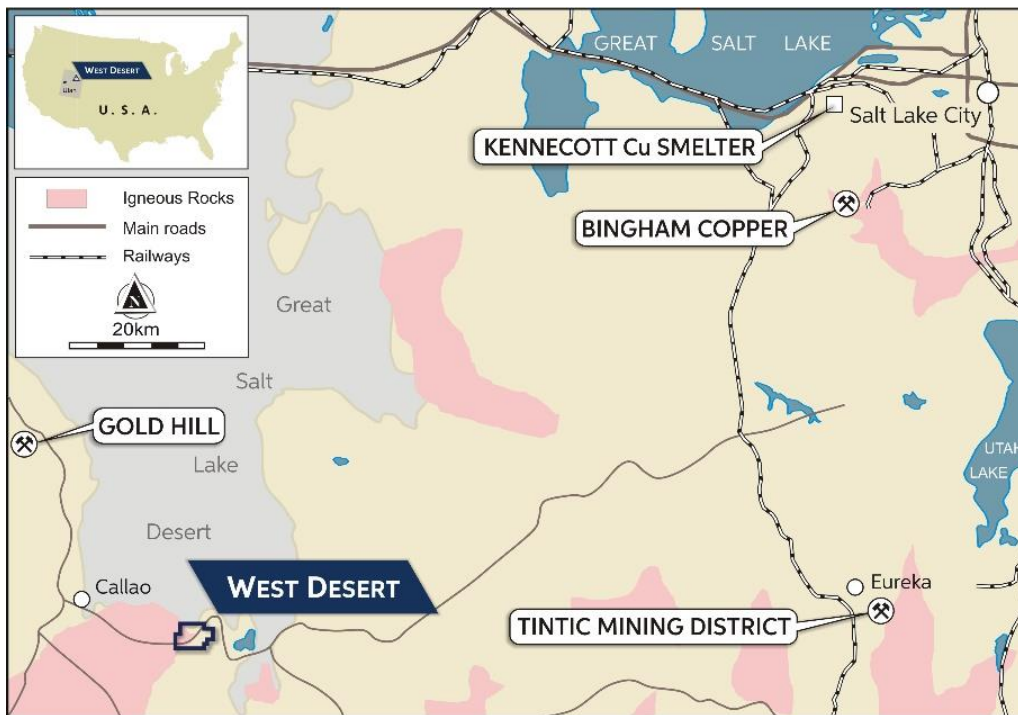 WEST DESERT
Utah
U. S. A.
Igneous Rocks
Main roads
Railways
N
20km
GREAT SALT LAKE
Salt Lake City
KENNECOTT Cu SMELTER
BINGHAM COPPER
Great
Salt
Lake
Desert
GOLD HILL
UTAH
LAKE
Callao
WEST DESERT
Eureka
TINTIC MINING DISTRICT